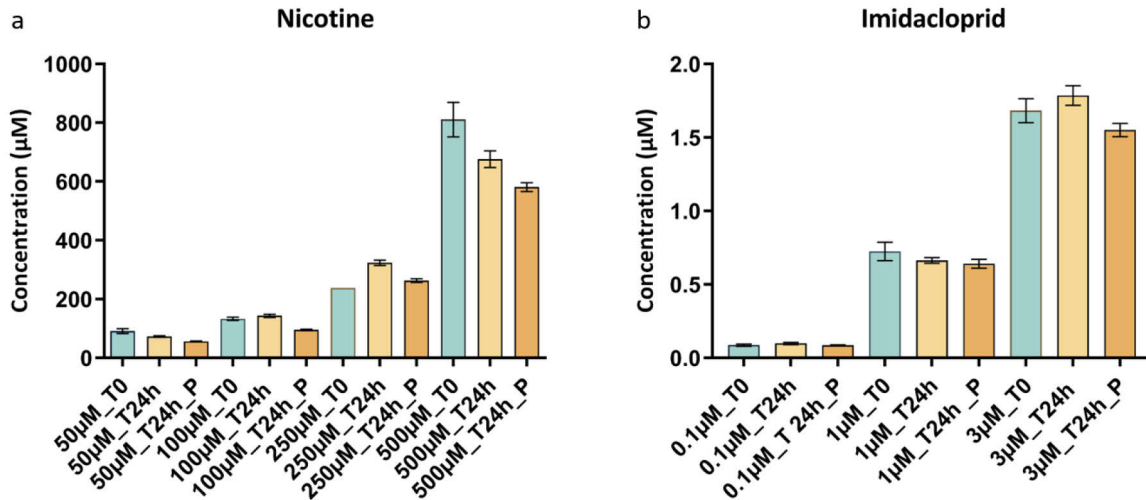 a
Nicotine
Concentration (µM)
1000
800
600
400
200
0
50µM_T0
50µM_T24h
50µM_T24h_P
100µM_T0
100µM_T24h
100µM_T24h_P
250µM_T0
250µM_T24h
250µM_T24h_P
500µM_T0
500µM_T24h
500µM_T24h_P
b
Imidacloprid
Concentration (µM)
2.0
1.5
1.0
0.5
0.0
0.1µM_T0
0.1µM_T24h
0.1µM_T 24h_P
1µM_T0
1µM_T24h
1µM_T24h_P
3µM_T0
3µM_T24h
3µM_T24h_P